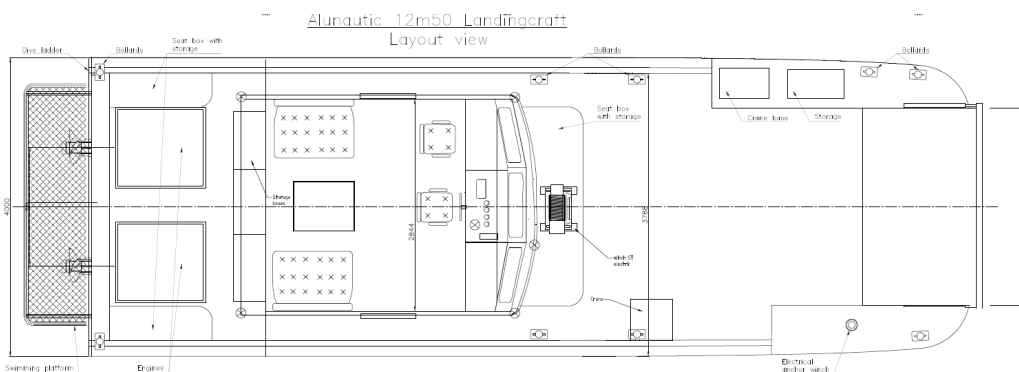 Alunautic 12m50 Landingcraft
Layout view
Dive ladder
Bollards
Seat box with
storage
Bollards
Bollards
Seat box
with storage
Crane base
Storage
Storage
boxes
4000
2844
3788
Winch 5T
electric
Crane
Swimming platform
Engines
Electrical
anchor winch